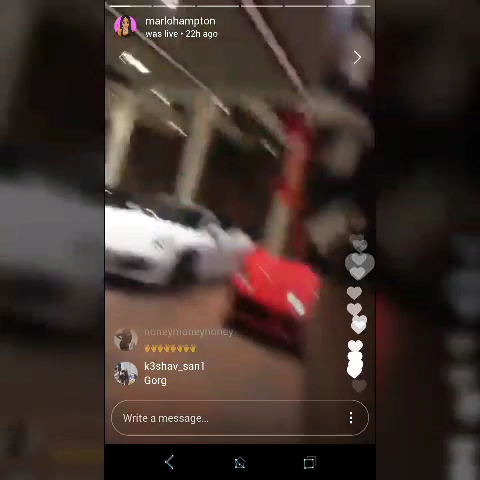 marlohampton
was live • 22h ago
honeymoneyhoney...
🙌🙌🙌🙌🙌🙌🙌🙌
k3shav_san1
Gorg
Write a message...